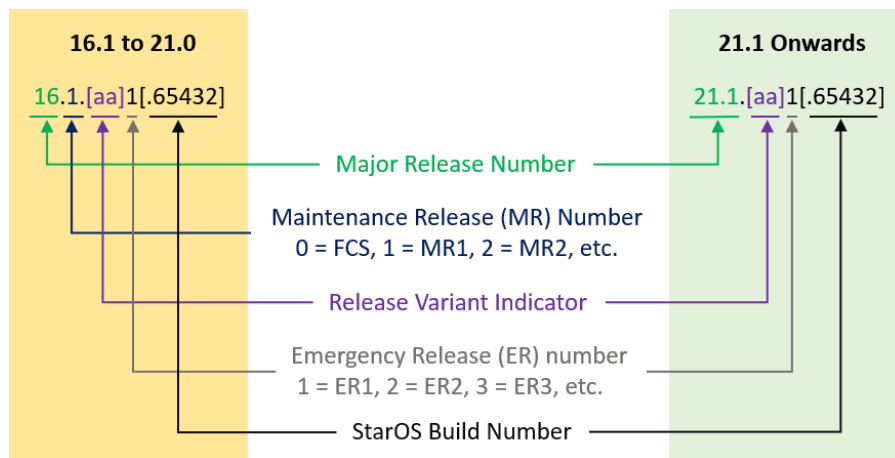 16.1 to 21.0
21.1 Onwards
16.1.[aa]1[.65432]
21.1.[aa]1[.65432]
Major Release Number
Maintenance Release (MR) Number
0 = FCS, 1 = MR1, 2 = MR2, etc.
Release Variant Indicator
Emergency Release (ER) number
1 = ER1, 2 = ER2, 3 = ER3, etc.
StarOS Build Number